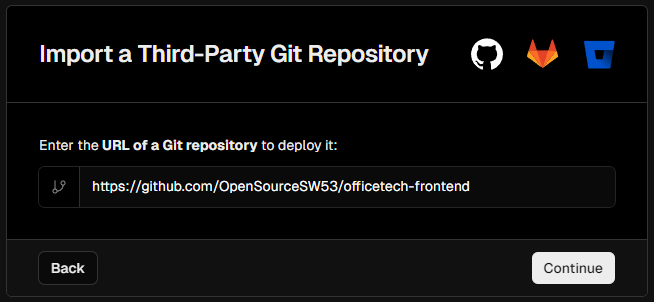 Import a Third-Party Git Repository
Enter the URL of a Git repository to deploy it:
https://github.com/OpenSourceSW53/officetech-frontend
Back
Continue